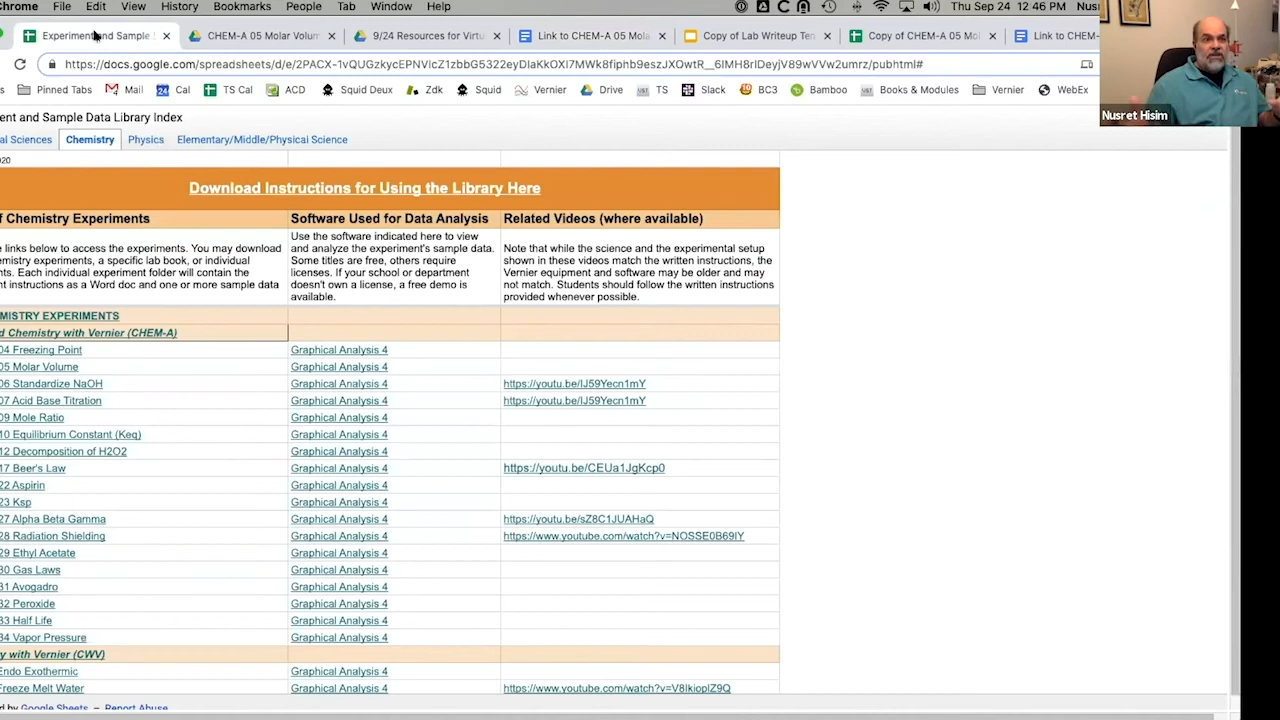 Chrome File Edit View History Bookmarks People Tab Window Help Thu Sep 24 12:46 PM Nus
Experiment and Sample CHEM-A 05 Molar Volum 9/24 Resources for Virtu Link to CHEM-A 05 Mola Copy of Lab Writeup Tem Copy of CHEM-A 05 Mol Link to CHEM-
https://docs.google.com/spreadsheets/d/e/2PACX-1vQUGzkycEPNVlcZ1zbbG5322eyDlaKkOXl7MWk8fiphb9eszJXOwtR__6IMH8rlDeyjV89wVVw2umrz/pubhtml#
Pinned Tabs Mail Cal TS Cal ACD Squid Deux Zdk Squid Vernier Drive TS Slack BC3 Bamboo Books & Modules Vernier WebEx
Nusret Hisim
ent and Sample Data Library Index
al Sciences Chemistry Physics Elementary/Middle/Physical Science
020
Download Instructions for Using the Library Here
f Chemistry Experiments Software Used for Data Analysis Related Videos (where available)
e links below to access the experiments. You may download
emistry experiments, a specific lab book, or individual
nts. Each individual experiment folder will contain the
nt instructions as a Word doc and one or more sample data
Use the software indicated here to view
and analyze the experiment's sample data.
Some titles are free, others require
licenses. If your school or department
doesn't own a license, a free demo is
available.
Note that while the science and the experimental setup
shown in these videos match the written instructions, the
Vernier equipment and software may be older and may
not match. Students should follow the written instructions
provided whenever possible.
MISTRY EXPERIMENTS
d Chemistry with Vernier (CHEM-A)
04 Freezing Point Graphical Analysis 4
05 Molar Volume Graphical Analysis 4
06 Standardize NaOH Graphical Analysis 4 https://youtu.be/IJ59Yecn1mY
07 Acid Base Titration Graphical Analysis 4 https://youtu.be/IJ59Yecn1mY
09 Mole Ratio Graphical Analysis 4
10 Equilibrium Constant (Keq) Graphical Analysis 4
12 Decomposition of H2O2 Graphical Analysis 4
17 Beer's Law Graphical Analysis 4 https://youtu.be/CEUa1JgKcp0
22 Aspirin Graphical Analysis 4
23 Ksp Graphical Analysis 4
27 Alpha Beta Gamma Graphical Analysis 4 https://youtu.be/sZ8C1JUAHaQ
28 Radiation Shielding Graphical Analysis 4 https://www.youtube.com/watch?v=NOSSE0B69lY
29 Ethyl Acetate Graphical Analysis 4
30 Gas Laws Graphical Analysis 4
31 Avogadro Graphical Analysis 4
32 Peroxide Graphical Analysis 4
33 Half Life Graphical Analysis 4
34 Vapor Pressure Graphical Analysis 4
y with Vernier (CWV)
Endo Exothermic Graphical Analysis 4
Freeze Melt Water Graphical Analysis 4 https://www.youtube.com/watch?v=V8lkioplZ9Q
d by Google Sheets – Report Abuse